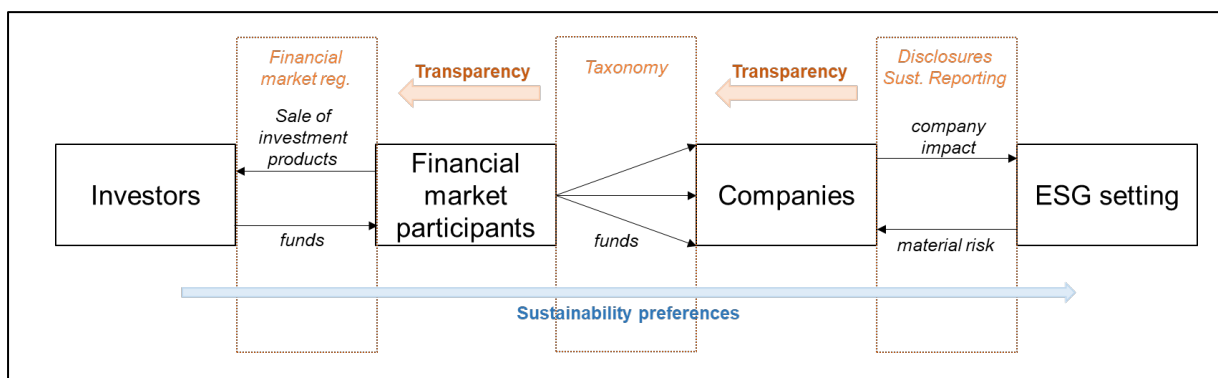 Financial
market reg.
Transparency
Taxonomy
Transparency
Disclosures
Sust. Reporting
Sale of
investment
products
company
impact
Investors
Financial
market
participants
Companies
ESG setting
funds
funds
material risk
Sustainability preferences